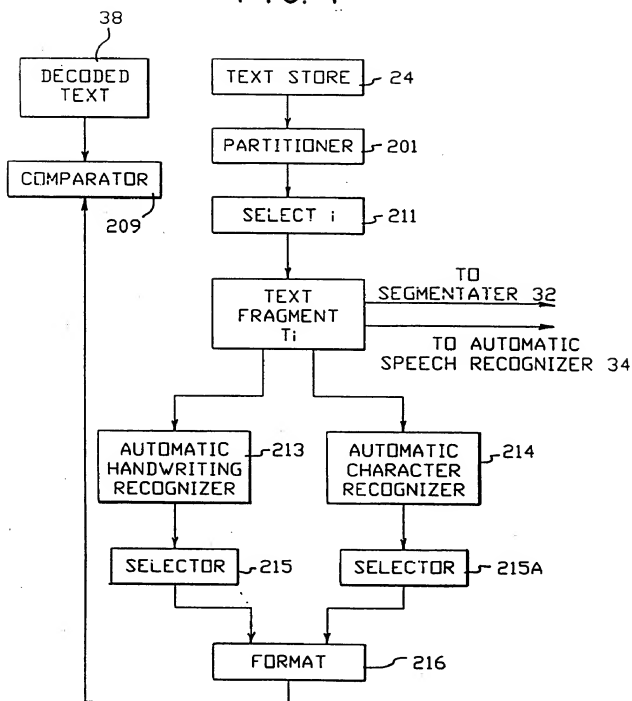 38
DECODED
TEXT
COMPARATOR
209
TEXT STORE
24
PARTITIONER
201
SELECT i
211
TEXT
FRAGMENT
Ti
TO
SEGMENTATER 32
TO AUTOMATIC
SPEECH RECOGNIZER 34
AUTOMATIC
HANDWRITING
RECOGNIZER
213
AUTOMATIC
CHARACTER
RECOGNIZER
214
SELECTOR
215
SELECTOR
215A
FORMAT
216